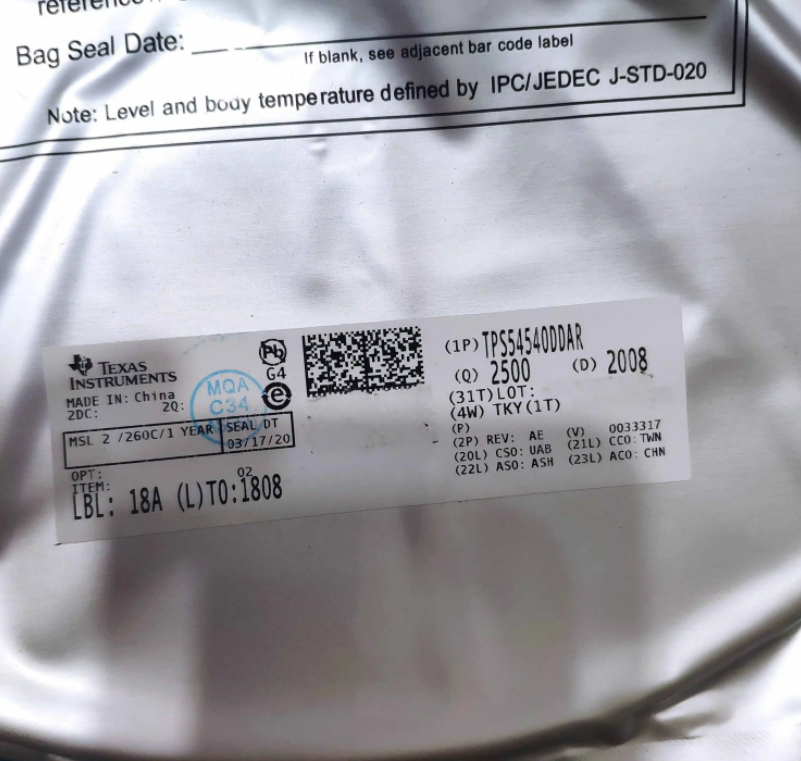 Bag Seal Date:
If blank, see adjacent bar code label
Note: Level and body temperature defined by IPC/JEDEC J-STD-020
TEXAS
INSTRUMENTS
MADE IN: China
2DC: 2Q:
MSL 2 /260C/1 YEAR
SEAL DT
03/17/20
OPT:
ITEM: 02
LBL: 18A (L)TO:1808
Pb
G4
e
MQA
C34
(1P) TPS54540DDAR
(Q) 2500 (D) 2008
(31T)LOT:
(4W) TKY(1T)
(P)
(2P) REV: AE (V) 0033317
(20L) CSO: UAB (21L) CCO: TWN
(22L) ASO: ASH (23L) ACO: CHN